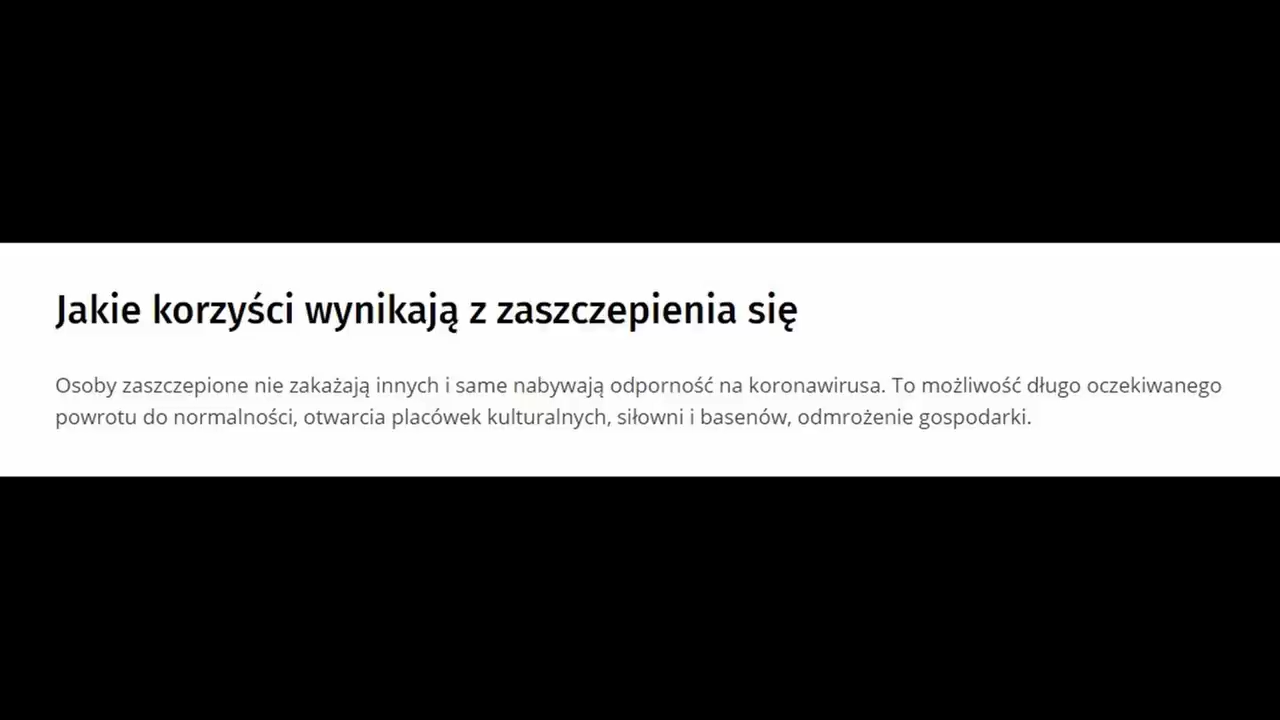 Jakie korzyści wynikają z zaszczepienia się
Osoby zaszczepione nie zakażają innych i same nabywają odporność na koronawirusa. To możliwość długo oczekiwanego
powrotu do normalności, otwarcia placówek kulturalnych, siłowni i basenów, odmrożenie gospodarki.